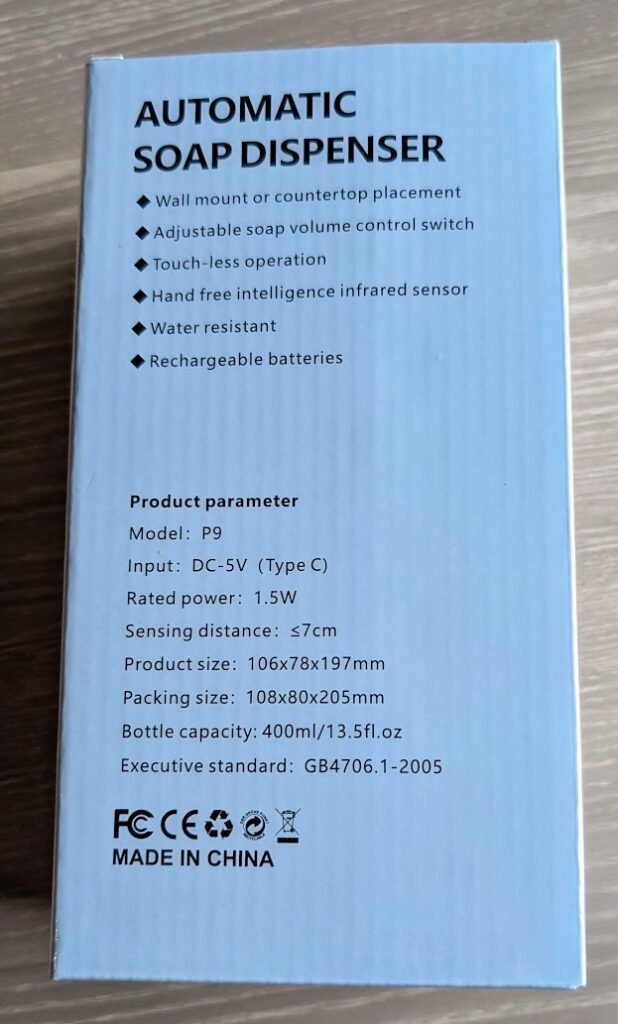 AUTOMATIC
SOAP DISPENSER
◆ Wall mount or countertop placement
◆ Adjustable soap volume control switch
◆ Touch-less operation
◆ Hand free intelligence infrared sensor
◆ Water resistant
◆ Rechargeable batteries
Product parameter
Model: P9
Input: DC-5V (Type C)
Rated power: 1.5W
Sensing distance: ≤7cm
Product size: 106x78x197mm
Packing size: 108x80x205mm
Bottle capacity: 400ml/13.5fl.oz
Executive standard: GB4706.1-2005
FC CE
MADE IN CHINA